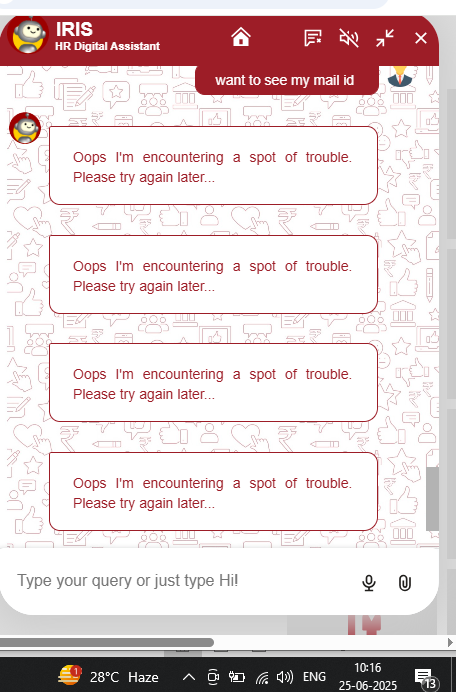 IRIS
HR Digital Assistant
want to see my mail id
Oops I'm encountering a spot of trouble.
Please try again later...
Oops I'm encountering a spot of trouble.
Please try again later...
Oops I'm encountering a spot of trouble.
Please try again later...
Oops I'm encountering a spot of trouble.
Please try again later...
Type your query or just type Hi!
1
28°C Haze
ENG
10:16
25-06-2025
13